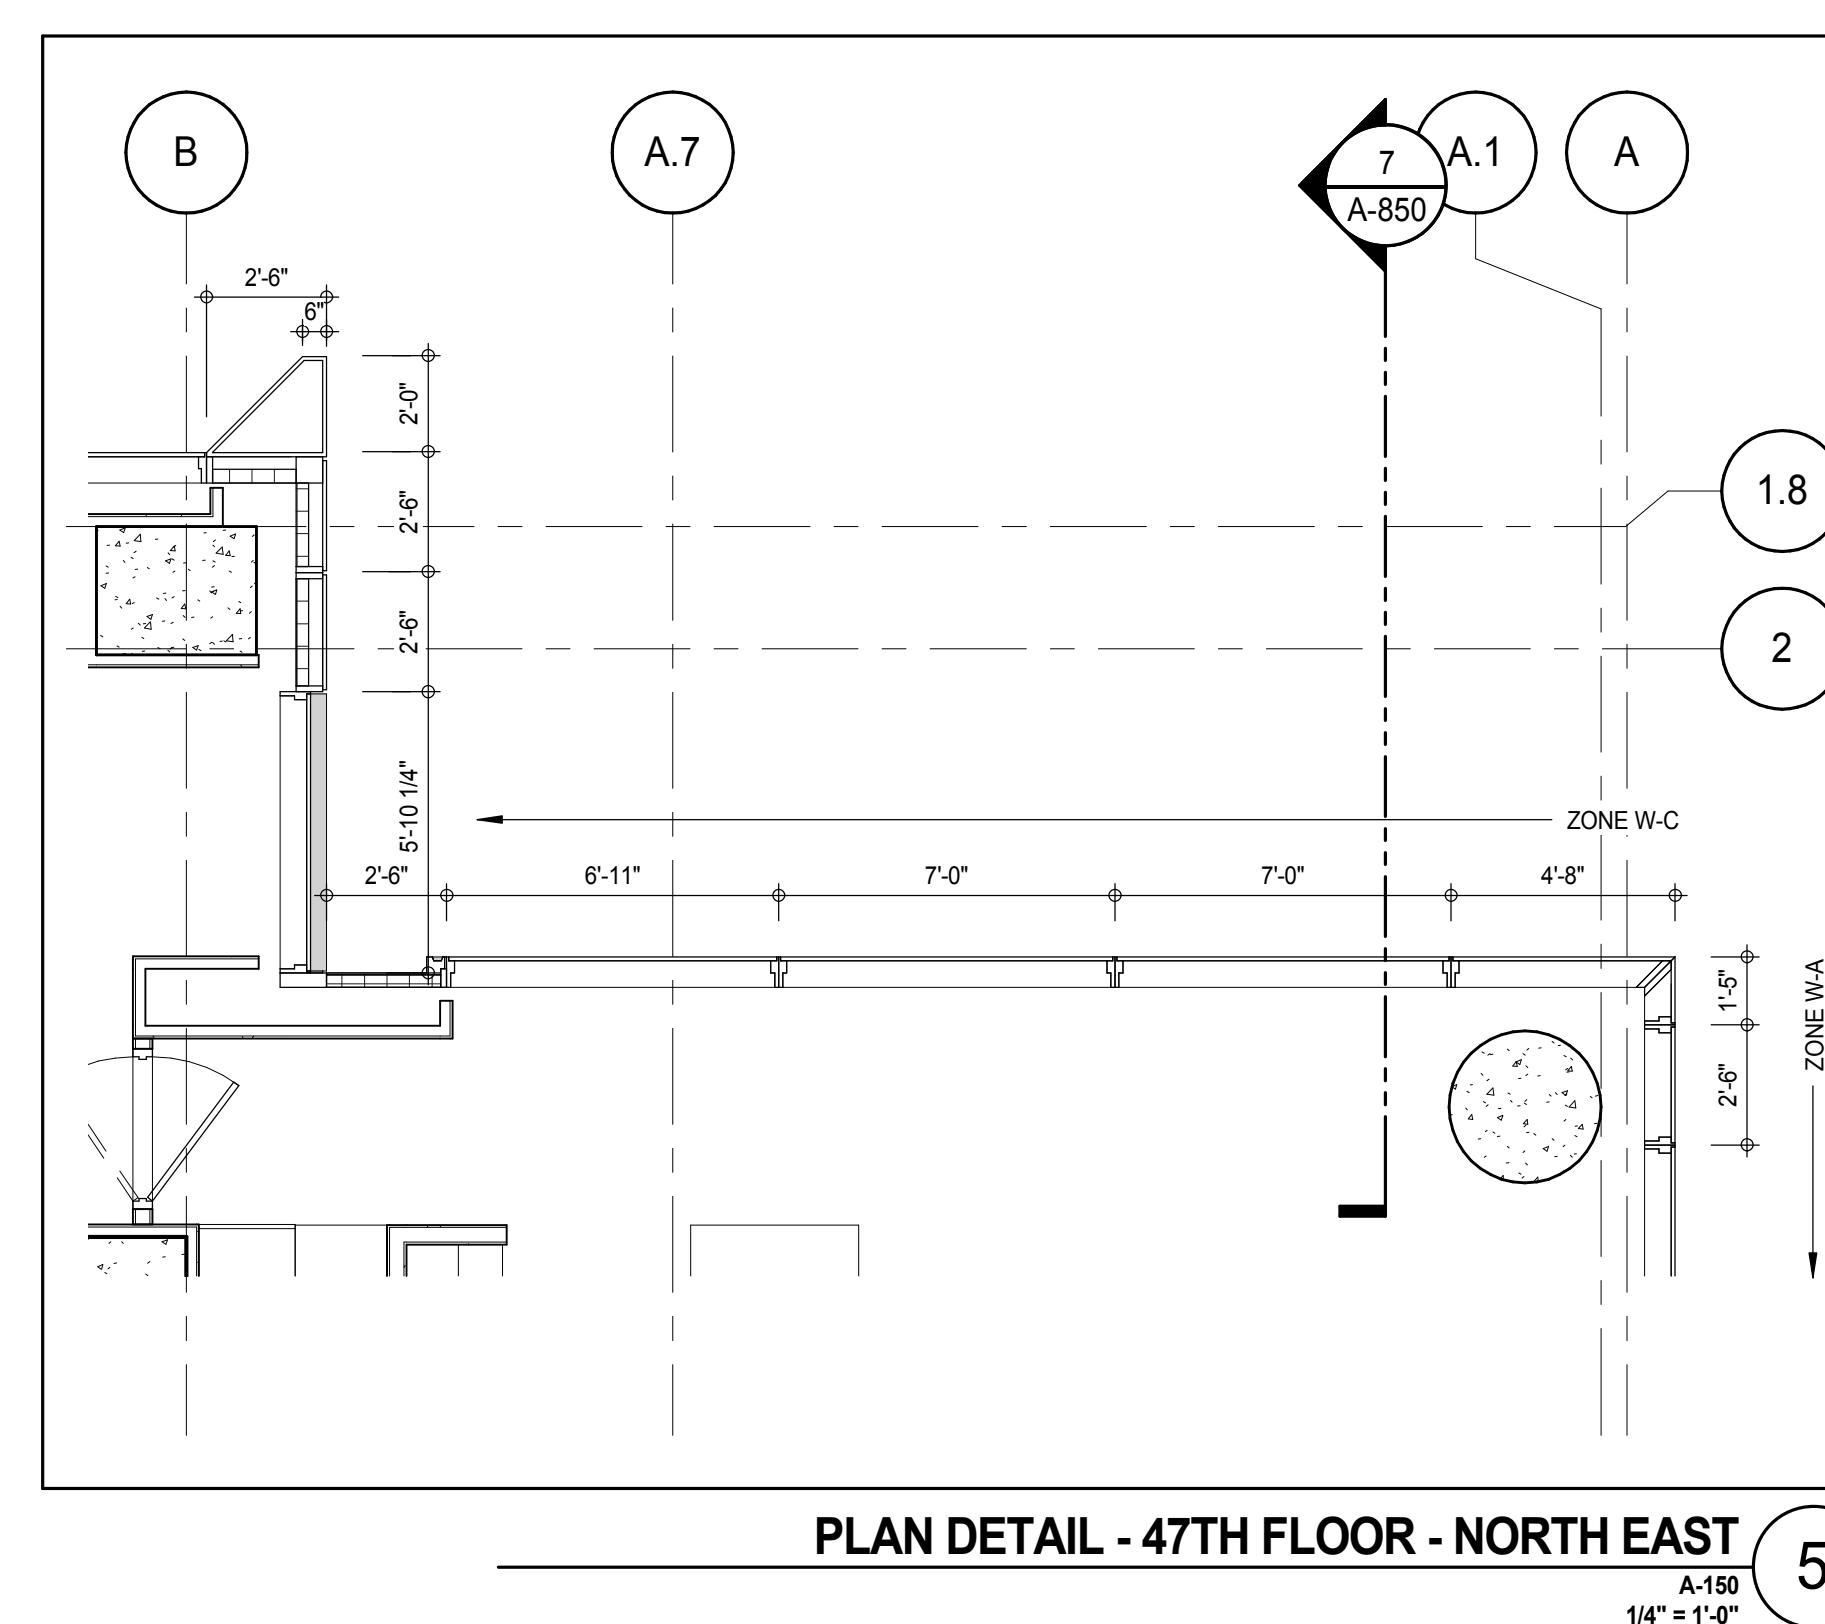 B
A.7
A.1
A
7
A-850
2'-6"
6"
2'-0"
2'-6"
2'-6"
5'-10 1/4"
1.8
2
ZONE W-C
2'-6"
6'-11"
7'-0"
7'-0"
4'-8"
1'-5"
2'-6"
ZONE W-A
PLAN DETAIL - 47TH FLOOR - NORTH EAST
5
A-150
1/4" = 1'-0"